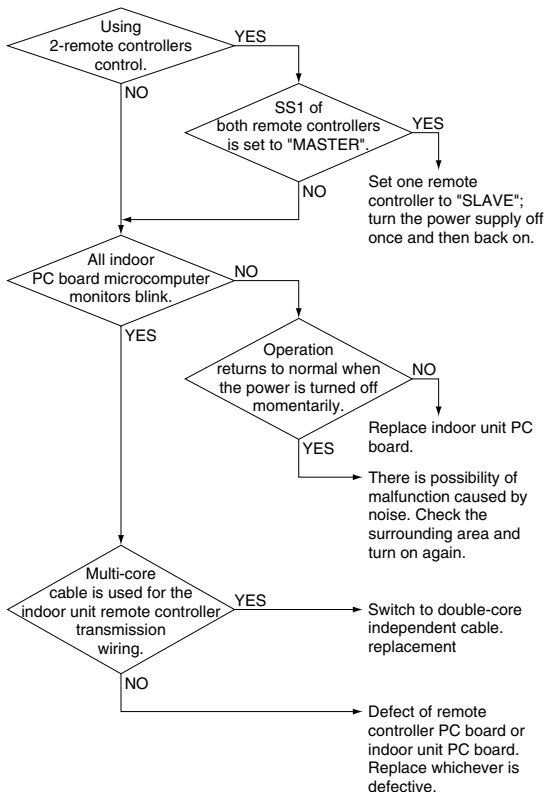 Using
2-remote controllers
control.
YES
NO
SS1 of
both remote controllers
is set to "MASTER".
YES
NO
Set one remote
controller to "SLAVE";
turn the power supply off
once and then back on.
All indoor
PC board microcomputer
monitors blink.
NO
YES
Operation
returns to normal when
the power is turned off
momentarily.
NO
YES
Replace indoor unit PC
board.
There is possibility of
malfunction caused by
noise. Check the
surrounding area and
turn on again.
Multi-core
cable is used for the
indoor unit remote controller
transmission
wiring.
YES
NO
Switch to double-core
independent cable.
replacement
Defect of remote
controller PC board or
indoor unit PC board.
Replace whichever is
defective.